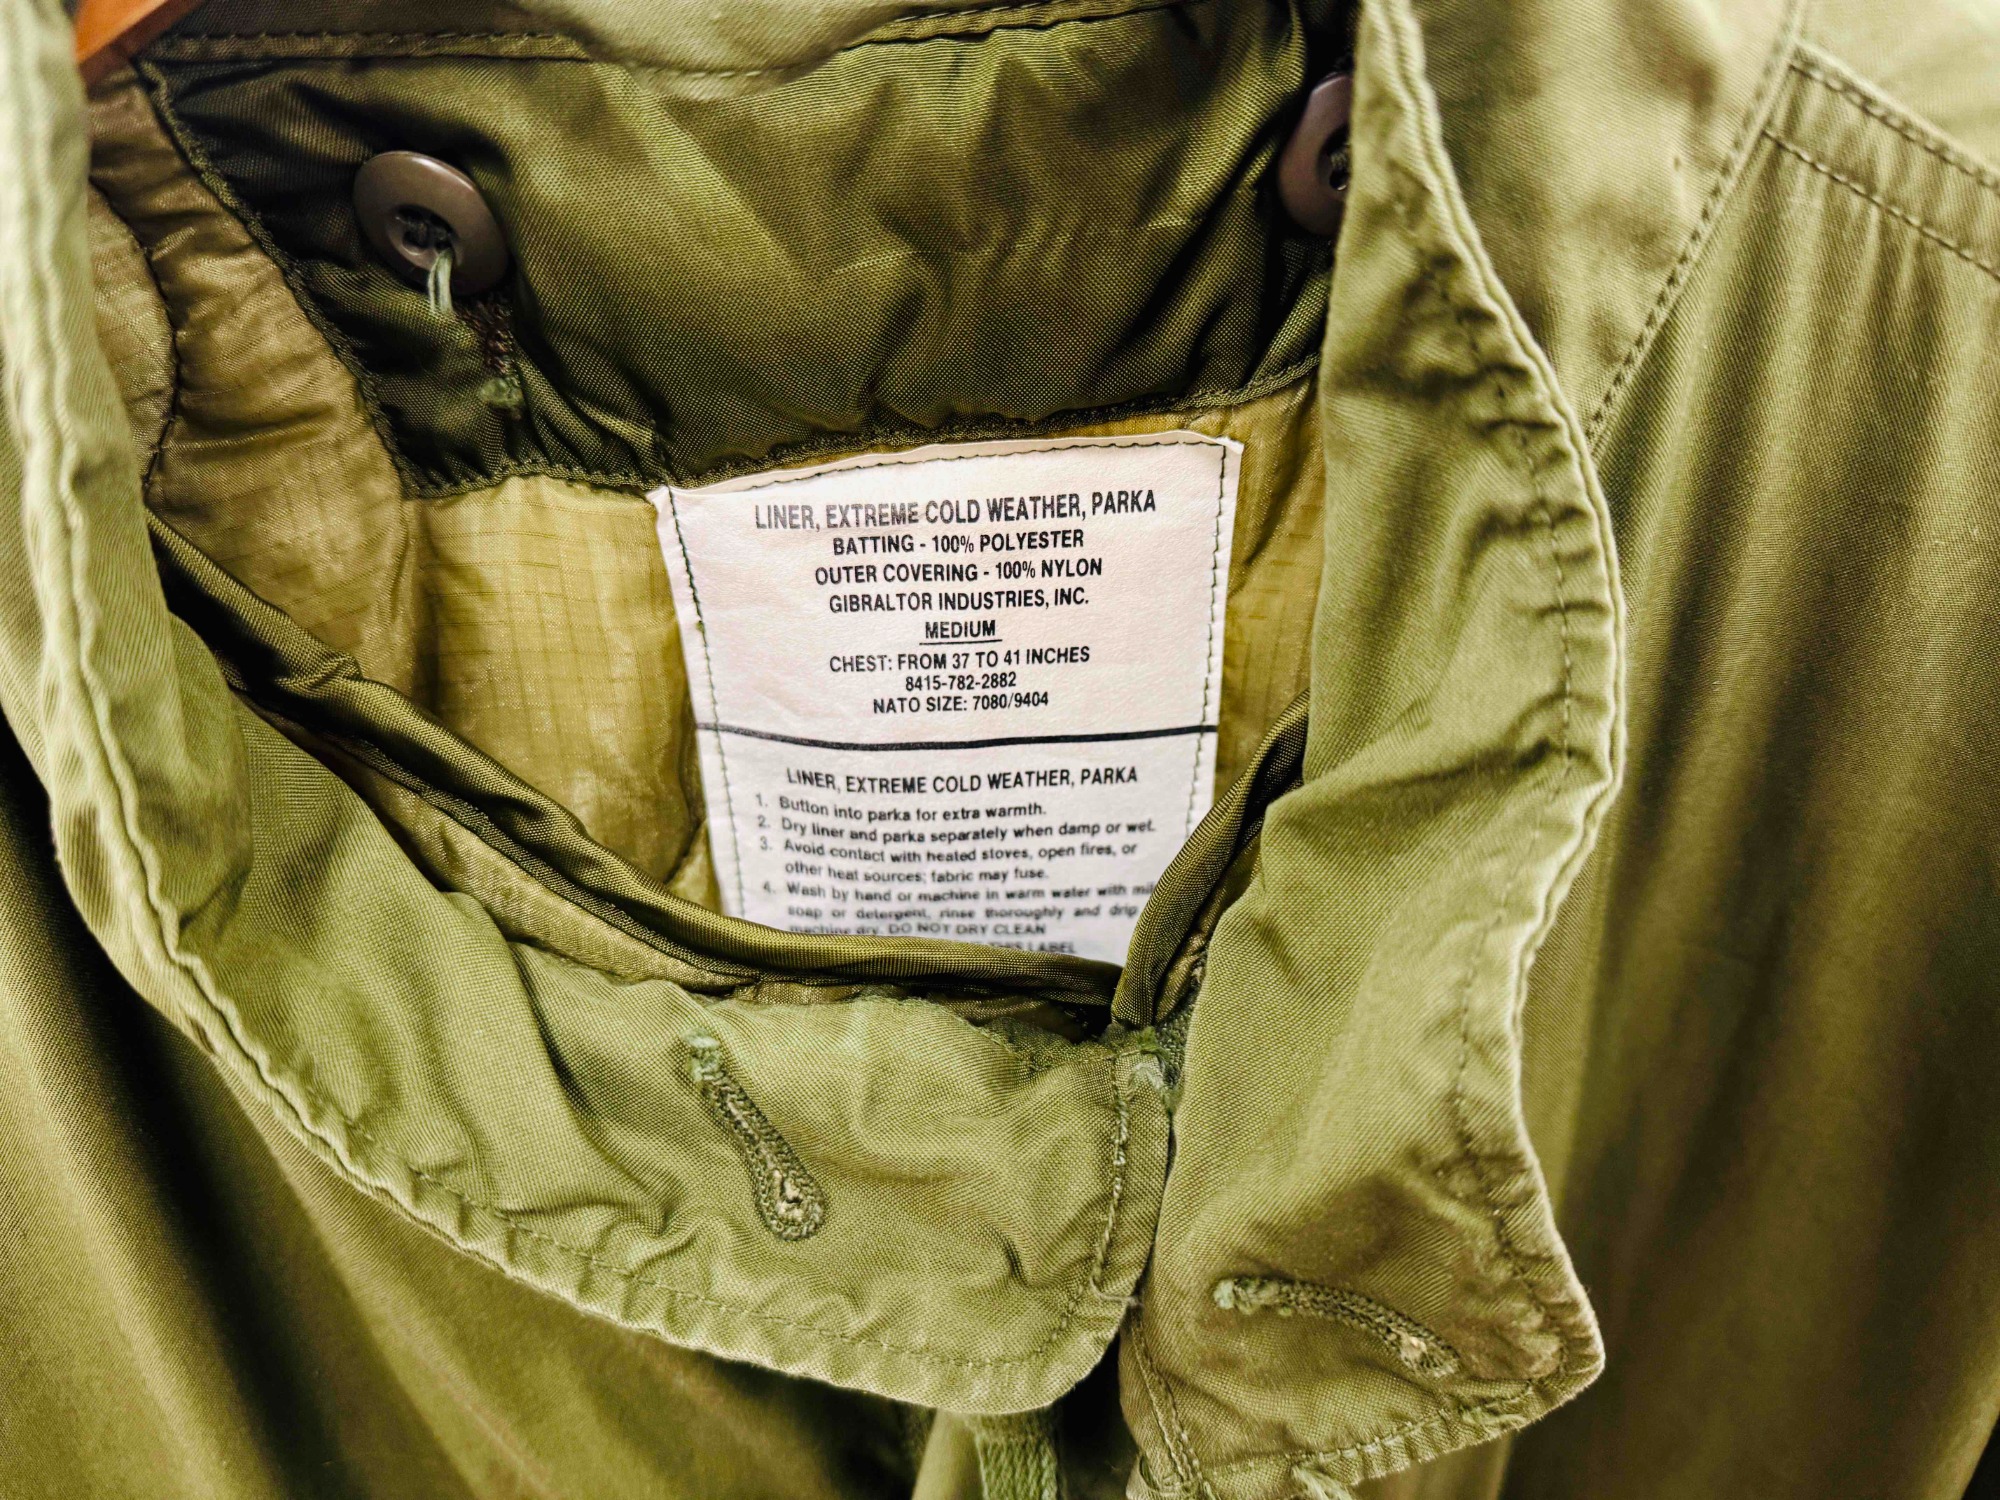 LINER, EXTREME COLD WEATHER, PARKA
BATTING - 100% POLYESTER
OUTER COVERING - 100% NYLON
GIBRALTOR INDUSTRIES, INC.
MEDIUM
CHEST: FROM 37 TO 41 INCHES
8415-782-2882
NATO SIZE: 7080/9404
LINER, EXTREME COLD WEATHER, PARKA
1. Button into parka for extra warmth.
2. Dry liner and parka separately when damp or wet.
3. Avoid contact with heated stoves, open fires, or
other heat sources; fabric may fuse.
4. Wash by hand or machine in warm water with
soap or detergent, rinse thoroughly and drip
machine dry. DO NOT DRY CLEAN
THIS LABEL